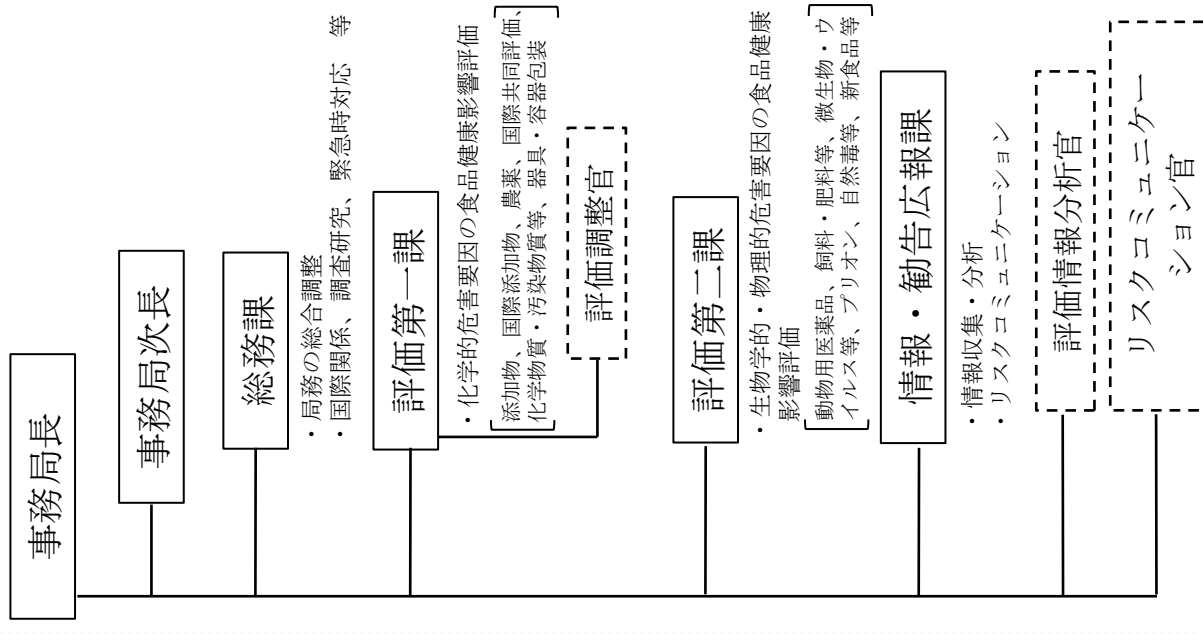 事務局長
事務局次長
総務課
・局務の総合調整
・国際関係、調査研究、緊急時対応　等
評価第一課
・化学的危害要因の食品健康影響評価
添加物、国際添加物、農薬、国際共同評価、
化学物質・汚染物質等、器具・容器包装
評価調整官
評価第二課
・生物学的・物理的危害要因の食品健康
影響評価
動物用医薬品、飼料・肥料等、微生物・ウ
イルス等、プリオン、自然毒等、新食品等
情報・勧告広報課
・情報収集・分析
・リスクコミュニケーション
評価情報分析官
リスクコミュニケー
ション官